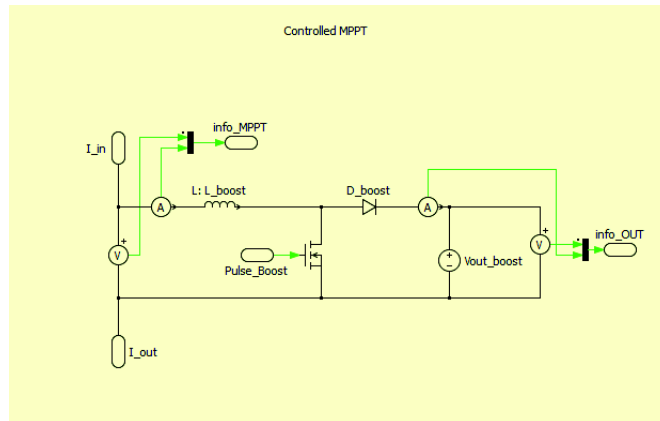 Controlled MPPT
info_MPPT
I_in
L: L_boost
D_boost
A
A
info_OUT
V
V
Pulse_Boost
Vout_boost
I_out